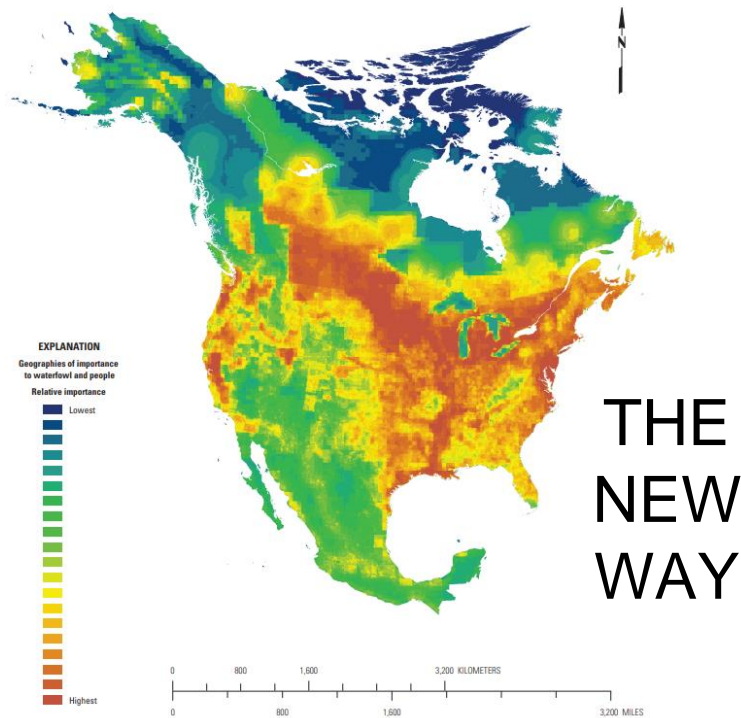 N
EXPLANATION
Geographies of importance
to waterfowl and people
Relative importance
Lowest
Highest
THE
NEW
WAY
0 800 1,600 3,200 KILOMETERS
0 800 1,600 3,200 MILES